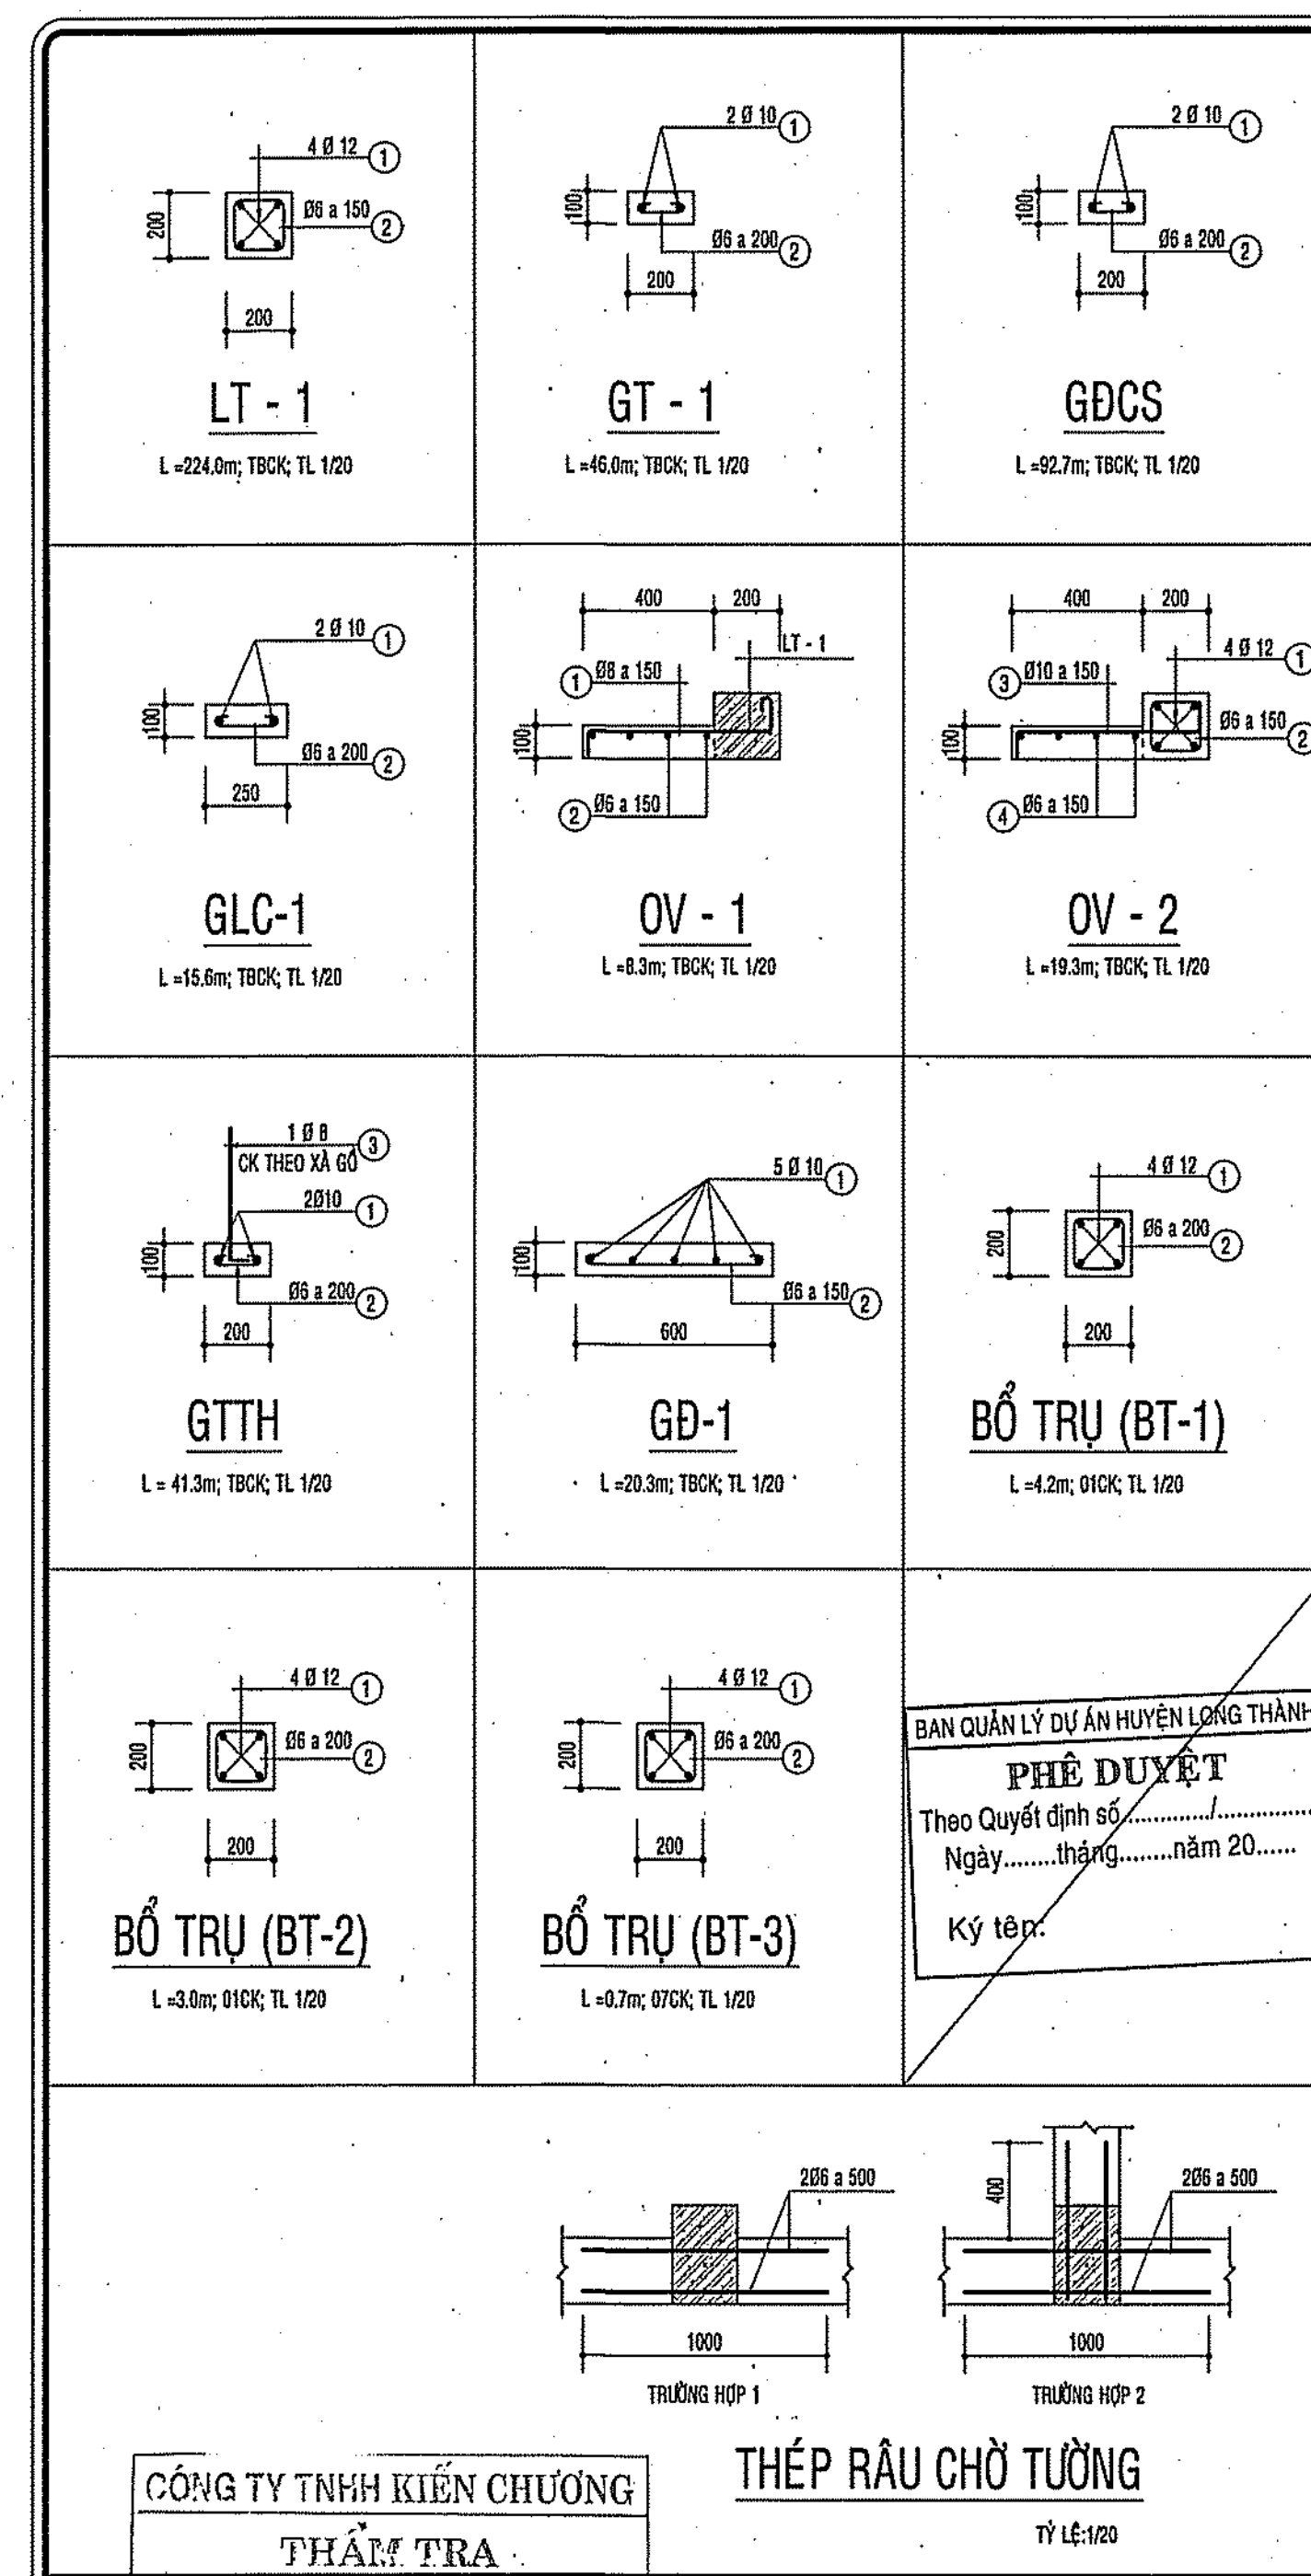 4 Ø 12 1
Ø6 a 150 2
200
200
LT - 1
L =224.0m; TBCK; TL 1/20
2 Ø 10 1
100
Ø6 a 200 2
200
GT - 1
L =46.0m; TBCK; TL 1/20
2 Ø 10 1
100
Ø6 a 200 2
200
GĐCS
L =92.7m; TBCK; TL 1/20
2 Ø 10 1
100
Ø6 a 200 2
250
GLC-1
L =15.6m; TBCK; TL 1/20
400 200
LT - 1
1 Ø8 a 150
100
2 Ø6 a 150
OV - 1
L =8.3m; TBCK; TL 1/20
400 200
4 Ø 12 1
3 Ø10 a 150
Ø6 a 150 2
100
4 Ø6 a 150
OV - 2
L =19.3m; TBCK; TL 1/20
1 Ø 8 3
CK THEO XÀ GỒ
2Ø10 1
100
Ø6 a 200 2
200
GTTH
L = 41.3m; TBCK; TL 1/20
5 Ø 10 1
100
Ø6 a 150 2
600
GĐ-1
L =20.3m; TBCK; TL 1/20
4 Ø 12 1
200
Ø6 a 200 2
200
BỔ TRỤ (BT-1)
L =4.2m; 01CK; TL 1/20
4 Ø 12 1
200
Ø6 a 200 2
200
BỔ TRỤ (BT-2)
L =3.0m; 01CK; TL 1/20
4 Ø 12 1
200
Ø6 a 200 2
200
BỔ TRỤ (BT-3)
L =0.7m; 07CK; TL 1/20
BAN QUẢN LÝ DỰ ÁN HUYỆN LONG THÀNH
PHÊ DUYỆT
Theo Quyết định số............./...............
Ngày........tháng........năm 20......
Ký tên:
2Ø6 a 500
1000
TRƯỜNG HỢP 1
400
2Ø6 a 500
1000
TRƯỜNG HỢP 2
THÉP RÂU CHỜ TƯỜNG
TỶ LỆ:1/20
CÔNG TY TNHH KIẾN CHƯƠNG
THẨM TRA